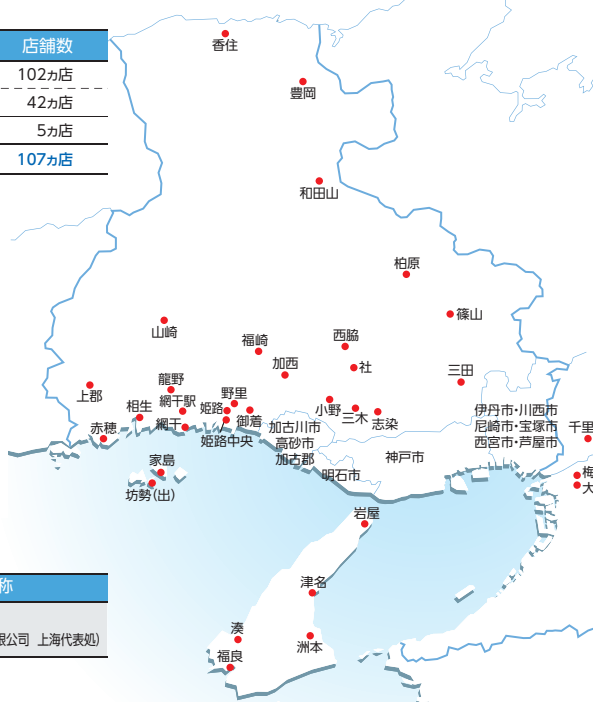 店舗数
102ヵ店
42ヵ店
5ヵ店
107ヵ店
香住
豊岡
和田山
柏原
篠山
山崎
福崎
西脇
加西
社
三田
上郡
龍野
相生
網干駅
野里
姫路
御着
小野
三木
志染
赤穂
網干
姫路中央
加古川市
高砂市
加古郡
明石市
神戸市
伊丹市・川西市
尼崎市・宝塚市
西宮市・芦屋市
千里
梅
大
家島
坊勢(出)
岩屋
津名
洲本
湊
福良
称
限公司 上海代表処)